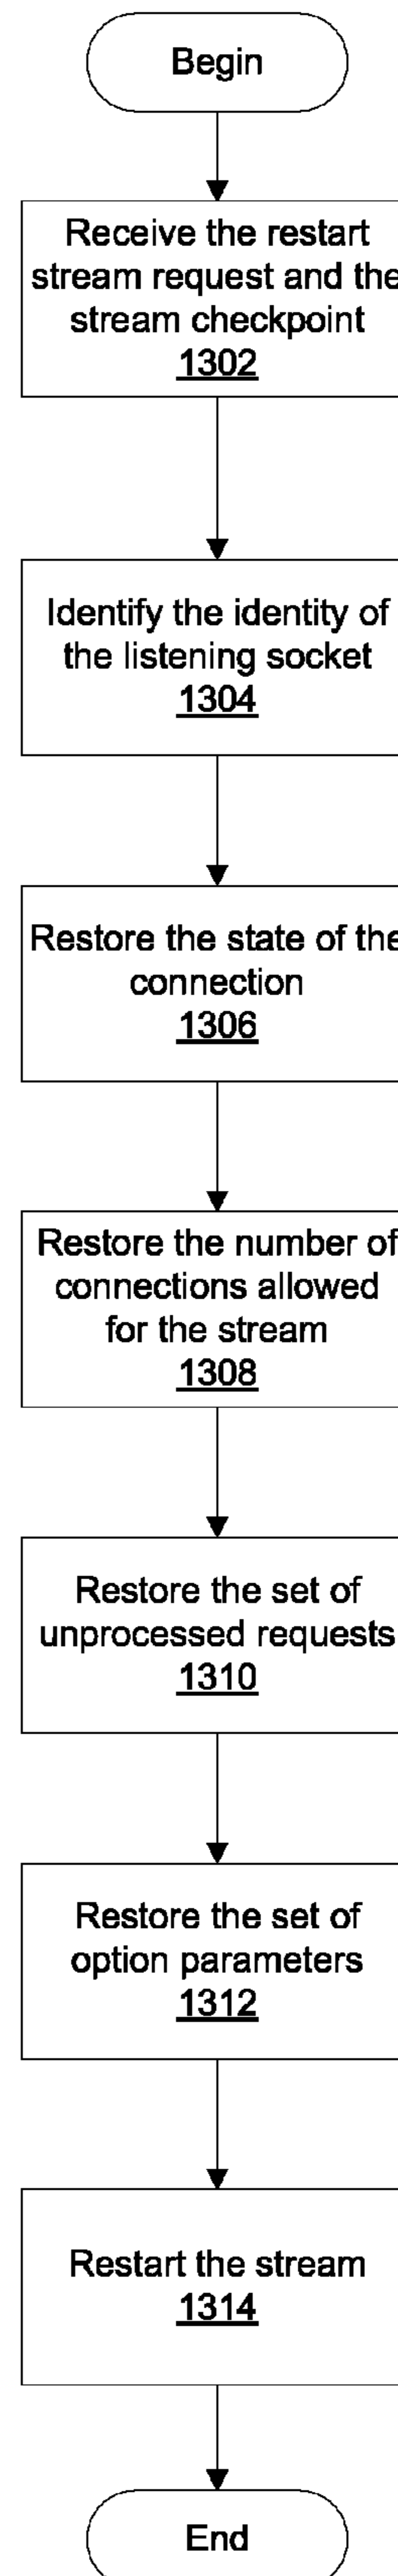 Begin
Receive the restart
stream request and the
stream checkpoint
1302
Identify the identity of
the listening socket
1304
Restore the state of the
connection
1306
Restore the number of
connections allowed
for the stream
1308
Restore the set of
unprocessed requests
1310
Restore the set of
option parameters
1312
Restart the stream
1314
End